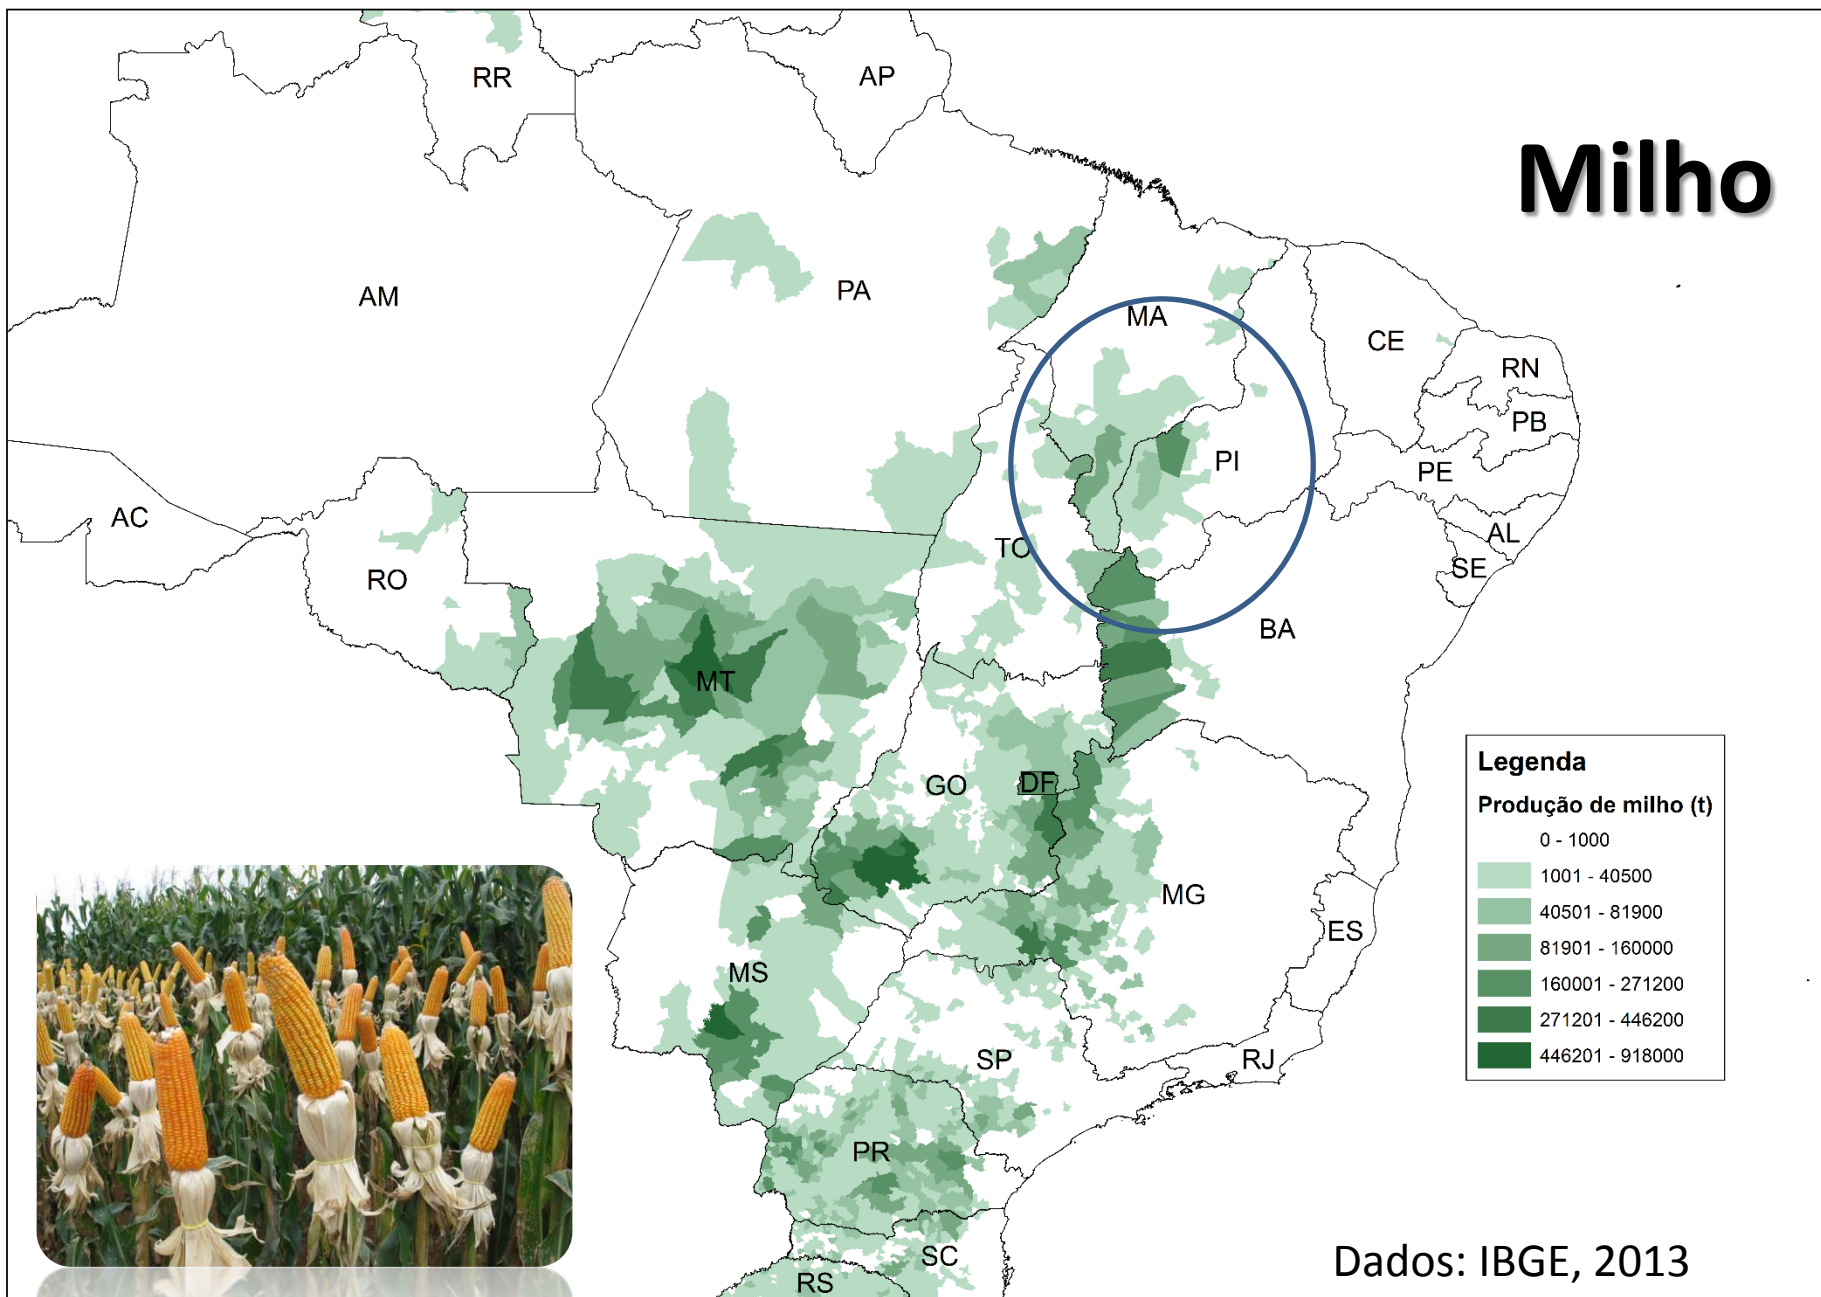 Milho
RR
AP
AM
PA
MA
CE
RN
PB
PI
PE
AC
AL
TO
SE
RO
BA
MT
GO
DF
MG
ES
MS
SP
RJ
PR
SC
RS
Legenda
Produção de milho (t)
0 - 1000
1001 - 40500
40501 - 81900
81901 - 160000
160001 - 271200
271201 - 446200
446201 - 918000
Dados: IBGE, 2013